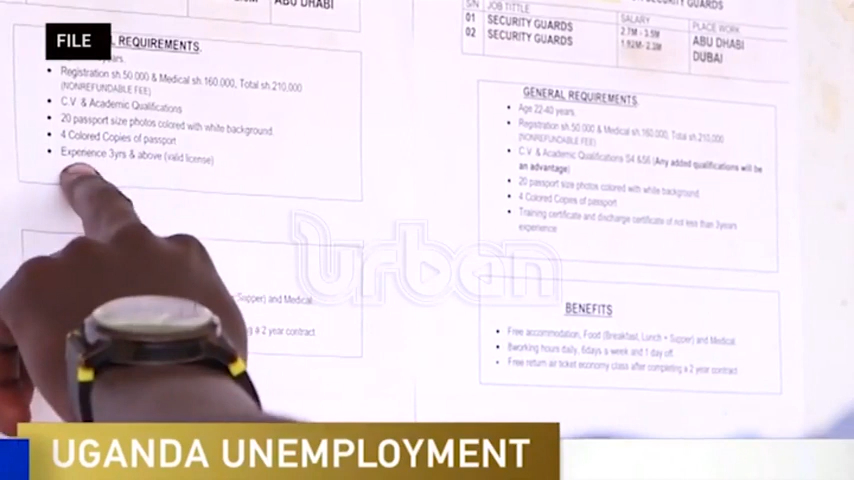 FILE
ABU DHABI
L REQUIREMENTS.
years.
Registration sh.50.000 & Medical sh.160.000, Total sh.210,000
(NONREFUNDABLE FEE)
C.V & Academic Qualifications
20 passport size photos colored with white background.
4 Colored Copies of passport
Experience 3yrs & above (valid license)
Supper) and Medical
a 2 year contract
SECURITY GUARDS
S/N JOB TITTLE SALARY PLACE WORK
01 SECURITY GUARDS 2.7M - 3.5M ABU DHABI
02 SECURITY GUARDS 1.92M - 2.3M DUBAI
GENERAL REQUIREMENTS.
Age 22-40 years.
Registration sh.50.000 & Medical sh.160.000, Total sh.210,000
(NONREFUNDABLE FEE)
C.V & Academic Qualifications S4 &S6 (Any added qualifications will be
an advantage)
20 passport size photos colored with white background.
4 Colored Copies of passport
Training certificate and discharge certificate of not less than 3years
experience
BENEFITS
Free accommodation, Food (Breakfast, Lunch + Supper) and Medical
8working hours daily, 6days a week and 1 day off.
Free return air ticket economy class after completing a 2 year contract
urban
UGANDA UNEMPLOYMENT